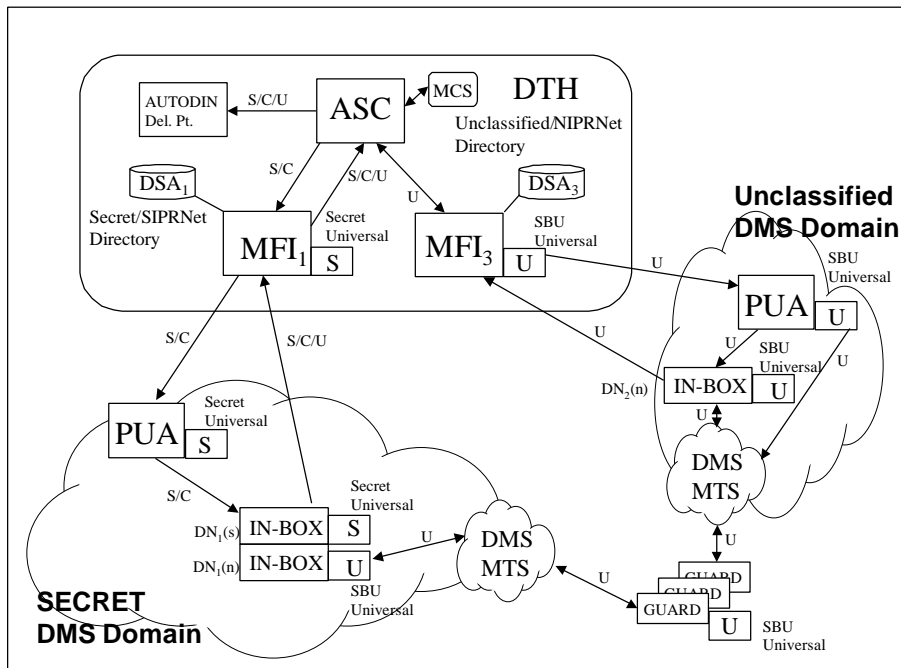 DTH
MCS
AUTODIN
Del. Pt.
S/C/U
ASC
Unclassified/NIPRNet
Directory
S/C
S/C/U
U
DSA1
DSA3
Secret/SIPRNet
Directory
Secret
Universal
MFI1
S
SBU
Universal
MFI3
U
Unclassified
DMS Domain
U
SBU
Universal
PUA
U
S/C
S/C/U
U
U
U
SBU
Universal
DN2(n)
IN-BOX
U
U
DMS
MTS
Secret
Universal
PUA
S
S/C
Secret
Universal
DN1(s)
IN-BOX
S
DN1(n)
IN-BOX
U
SBU
Universal
U
DMS
MTS
U
U
GUARD
GUARD
GUARD
U
SBU
Universal
SECRET
DMS Domain